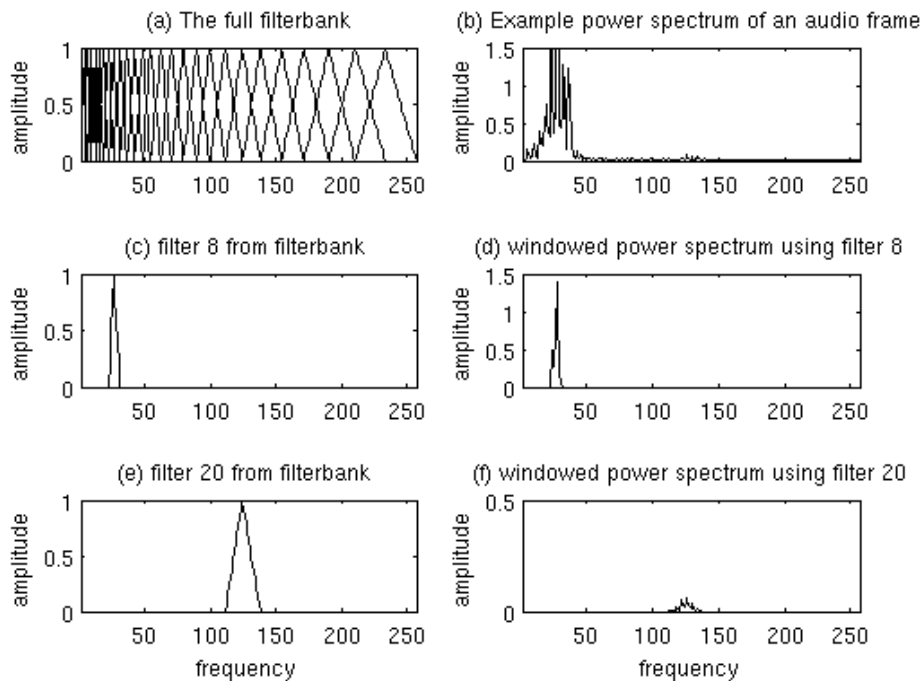 (a) The full filterbank
1
0.5
0
amplitude
50 100 150 200 250
(b) Example power spectrum of an audio frame
1.5
1
0.5
0
amplitude
50 100 150 200 250
(c) filter 8 from filterbank
1
0.5
0
amplitude
50 100 150 200 250
(d) windowed power spectrum using filter 8
1.5
1
0.5
0
amplitude
50 100 150 200 250
(e) filter 20 from filterbank
1
0.5
0
amplitude
50 100 150 200 250
frequency
(f) windowed power spectrum using filter 20
0.5
0
amplitude
50 100 150 200 250
frequency